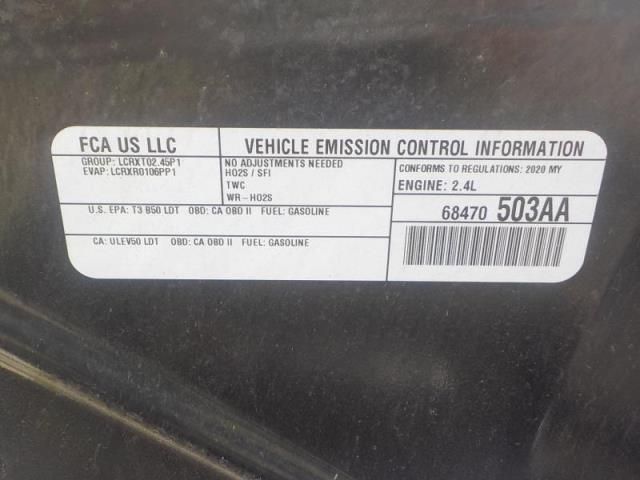 FCA US LLC
GROUP: LCRXT02.45P1
EVAP: LCRXR0106PP1
VEHICLE EMISSION CONTROL INFORMATION
NO ADJUSTMENTS NEEDED
HO2S / SFI
TWC
WR-HO2S
CONFORMS TO REGULATIONS: 2020 MY
ENGINE: 2.4L
U.S. EPA: T3 B50 LDT OBD: CA OBD II FUEL: GASOLINE
CA: ULEV50 LDT OBD: CA OBD II FUEL: GASOLINE
68470 503AA